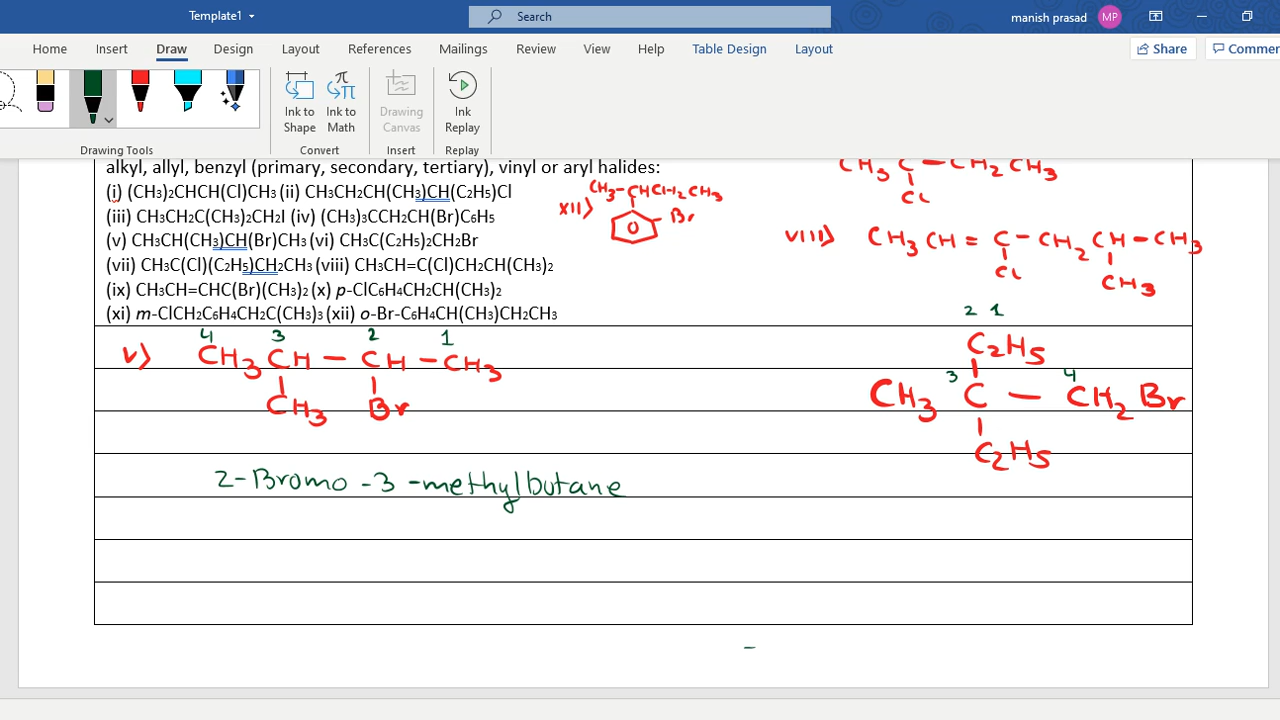 Template1
Search
manish prasad
MP
Home Insert Draw Design Layout References Mailings Review View Help Table Design Layout
Share
Commer
Ink to Shape
Ink to Math
Drawing Canvas
Ink Replay
Drawing Tools
Convert
Insert
Replay
alkyl, allyl, benzyl (primary, secondary, tertiary), vinyl or aryl halides:
(i) (CH3)2CHCH(Cl)CH3 (ii) CH3CH2CH(CH3)CH(C2H5)Cl
(iii) CH3CH2C(CH3)2CH2I (iv) (CH3)3CCH2CH(Br)C6H5
(v) CH3CH(CH3)CH(Br)CH3 (vi) CH3C(C2H5)2CH2Br
(vii) CH3C(Cl)(C2H5)CH2CH3 (viii) CH3CH=C(Cl)CH2CH(CH3)2
(ix) CH3CH=CHC(Br)(CH3)2 (x) p-ClC6H4CH2CH(CH3)2
(xi) m-ClCH2C6H4CH2C(CH3)3 (xii) o-Br-C6H4CH(CH3)CH2CH3
xii) CH3-CHCH2CH3
Br
CH3 C - CH2 CH3
Cl
viii) CH3 CH = C - CH2 CH - CH3
Cl CH3
4 3 2 1
v) CH3 CH - CH - CH3
CH3 Br
2 1
C2H5
3 4
CH3 C - CH2 Br
C2H5
2-Bromo -3 -methylbutane